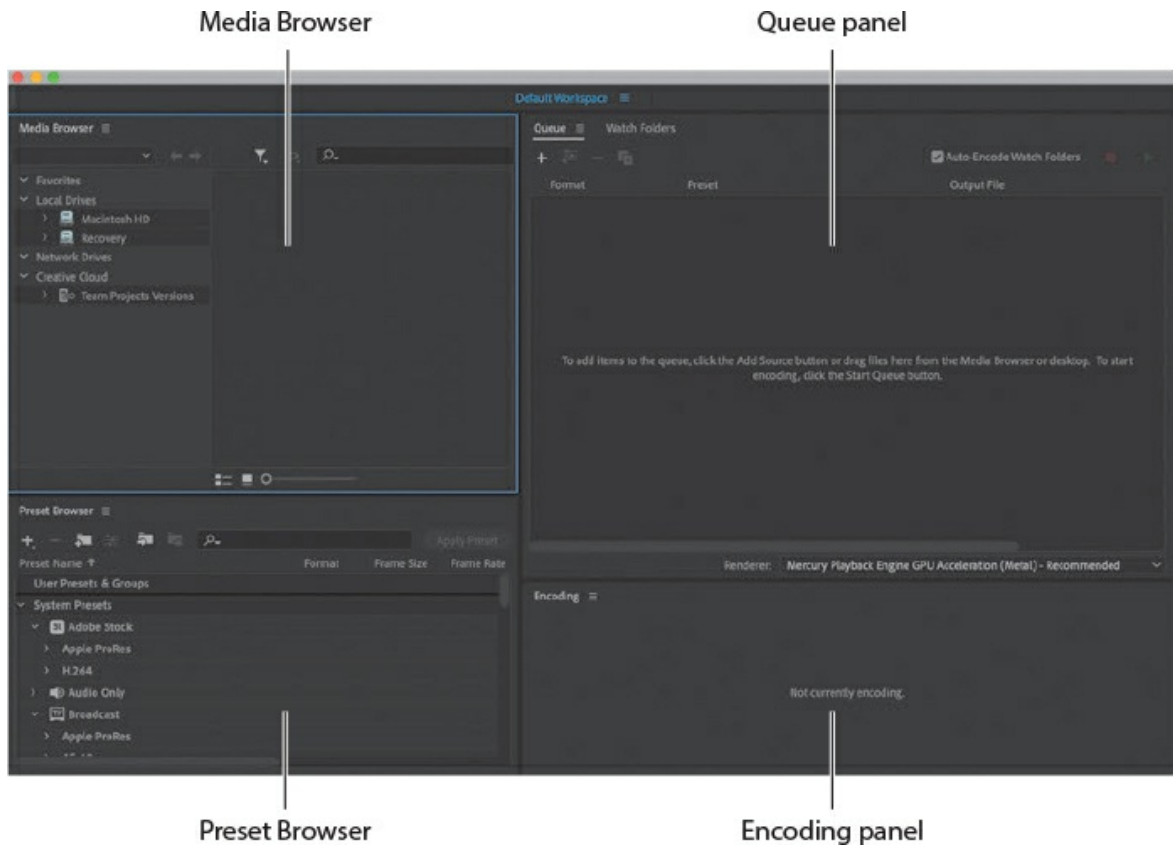 Media Browser
Queue panel
Default Workspace
Media Browser
Favorites
Local Drives
Macintosh HD
Recovery
Network Drives
Creative Cloud
Team Projects Versions
Queue Watch Folders
Auto-Encode Watch Folders
Format Preset Output File
To add items to the queue, click the Add Source button or drag files here from the Media Browser or desktop. To start
encoding, click the Start Queue button.
Renderer: Mercury Playback Engine GPU Acceleration (Metal) - Recommended
Preset Browser
Apply Preset
Preset Name Format Frame Size Frame Rate
User Presets & Groups
System Presets
Adobe Stock
Apple ProRes
H.264
Audio Only
Broadcast
Apple ProRes
Encoding
Not currently encoding.
Preset Browser
Encoding panel